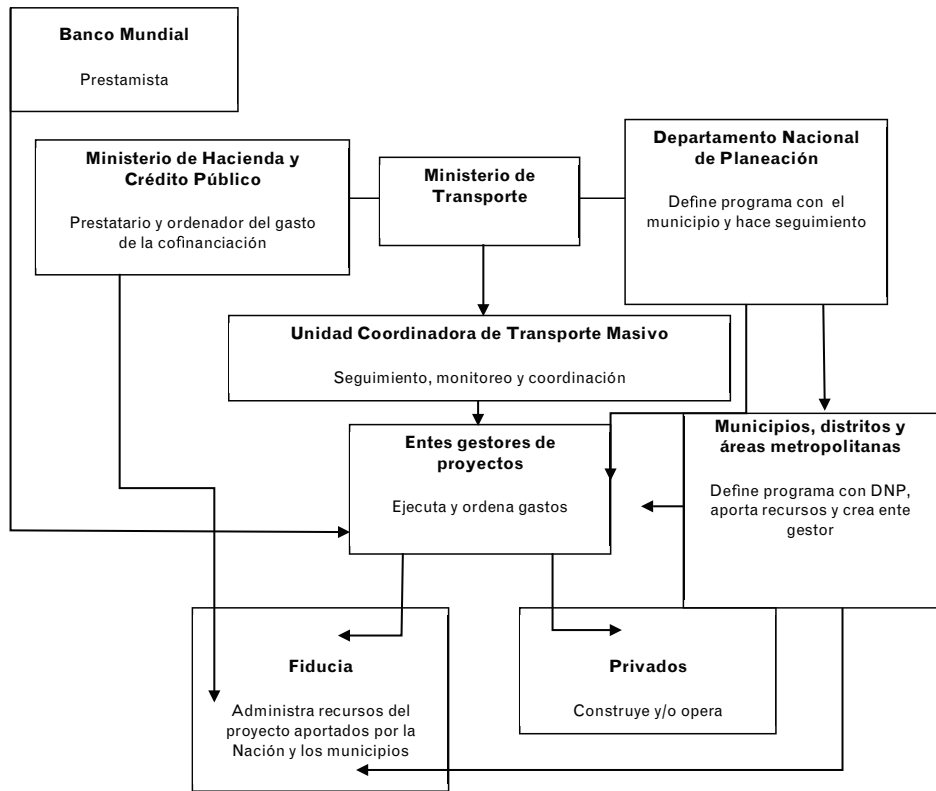 Banco Mundial
Prestamista
Ministerio de Hacienda y
Crédito Público
Prestatario y ordenador del gasto
de la cofinanciación
Ministerio de
Transporte
Departamento Nacional
de Planeación
Define programa con el
municipio y hace seguimiento
Unidad Coordinadora de Transporte Masivo
Seguimiento, monitoreo y coordinación
Entes gestores de
proyectos
Ejecuta y ordena gastos
Municipios, distritos y
áreas metropolitanas
Define programa con DNP,
aporta recursos y crea ente
gestor
Fiducia
Administra recursos del
proyecto aportados por la
Nación y los municipios
Privados
Construye y/o opera